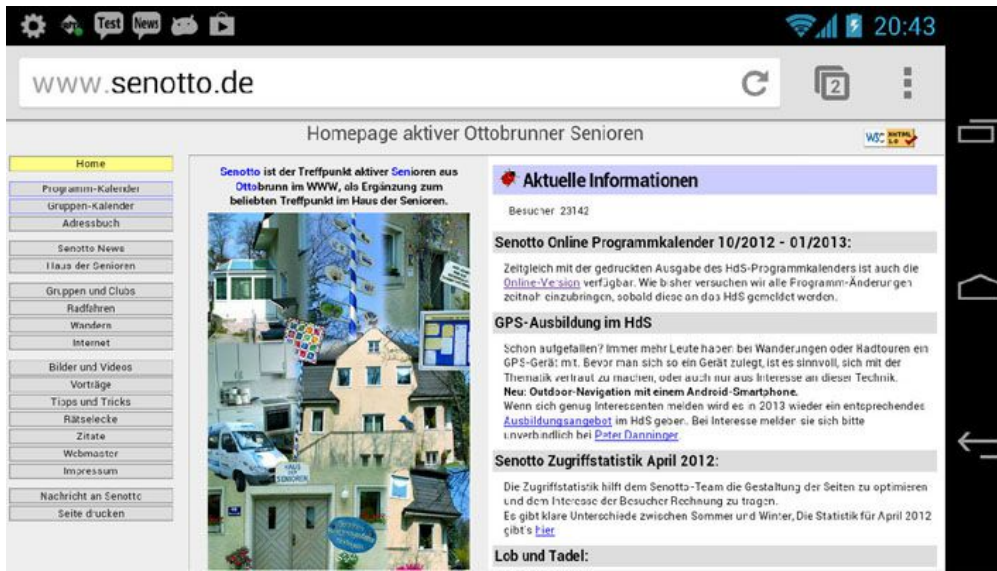 Test
News
20:43
www.senotto.de
2
Homepage aktiver Ottobrunner Senioren
W3C XHTML 1.0
Home
Programm-Kalender
Gruppen-Kalender
Adressbuch
Senotto News
Haus der Senioren
Gruppen und Clubs
Radfahren
Wandern
Internet
Bilder und Videos
Vorträge
Tipps und Tricks
Rätselecke
Zitate
Webmaster
Impressum
Nachricht an Senotto
Seite drucken
Senotto ist der Treffpunkt aktiver Senioren aus
Ottobrunn im WWW, als Ergänzung zum
beliebten Treffpunkt im Haus der Senioren.
HAUS
DER
SENIOREN
Aktuelle Informationen
Besucher 23142
Senotto Online Programmkalender 10/2012 - 01/2013:
Zeitgleich mit der gedruckten Ausgabe des HdS-Programmkalenders ist auch die
Online-Version verfügbar. Wie bisher versuchen wir alle Programm-Änderungen
zeitnah einzubringen, sobald diese an das HdS gemeldet werden.
GPS-Ausbildung im HdS
Schon aufgefallen? Immer mehr Leute haben bei Wanderungen oder Radtouren ein
GPS-Gerät mit. Bevor man sich so ein Gerät zulegt, ist es sinnvoll, sich mit der
Thematik vertraut zu machen, oder auch nur aus Interesse an dieser Technik.
Neu: Outdoor-Navigation mit einem Android-Smartphone.
Wenn sich genug Interessenten melden wird es in 2013 wieder ein entsprechendes
Ausbildungsangebot im HdS geben. Bei Interesse melden sie sich bitte
unverbindlich bei Peter Danninger.
Senotto Zugriffstatistik April 2012:
Die Zugriffstatistik hilft dem Senotto-Team die Gestaltung der Seiten zu optimieren
und dem Interesse der Besucher Rechnung zu tragen.
Es gibt klare Unterschiede zwischen Sommer und Winter, Die Statistik für April 2012
gibt's hier
Lob und Tadel: